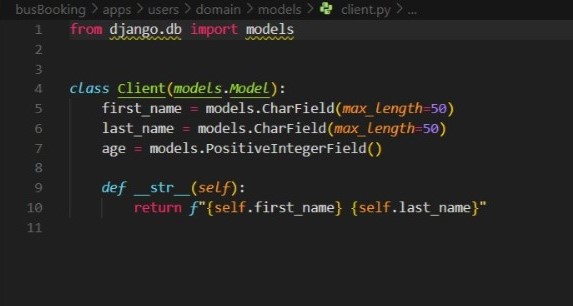 busBooking > apps > users > domain > models > client.py > ...
1 from django.db import models
2
3
4 class Client(models.Model):
5     first_name = models.CharField(max_length=50)
6     last_name = models.CharField(max_length=50)
7     age = models.PositiveIntegerField()
8
9     def __str__(self):
10         return f"{self.first_name} {self.last_name}"
11